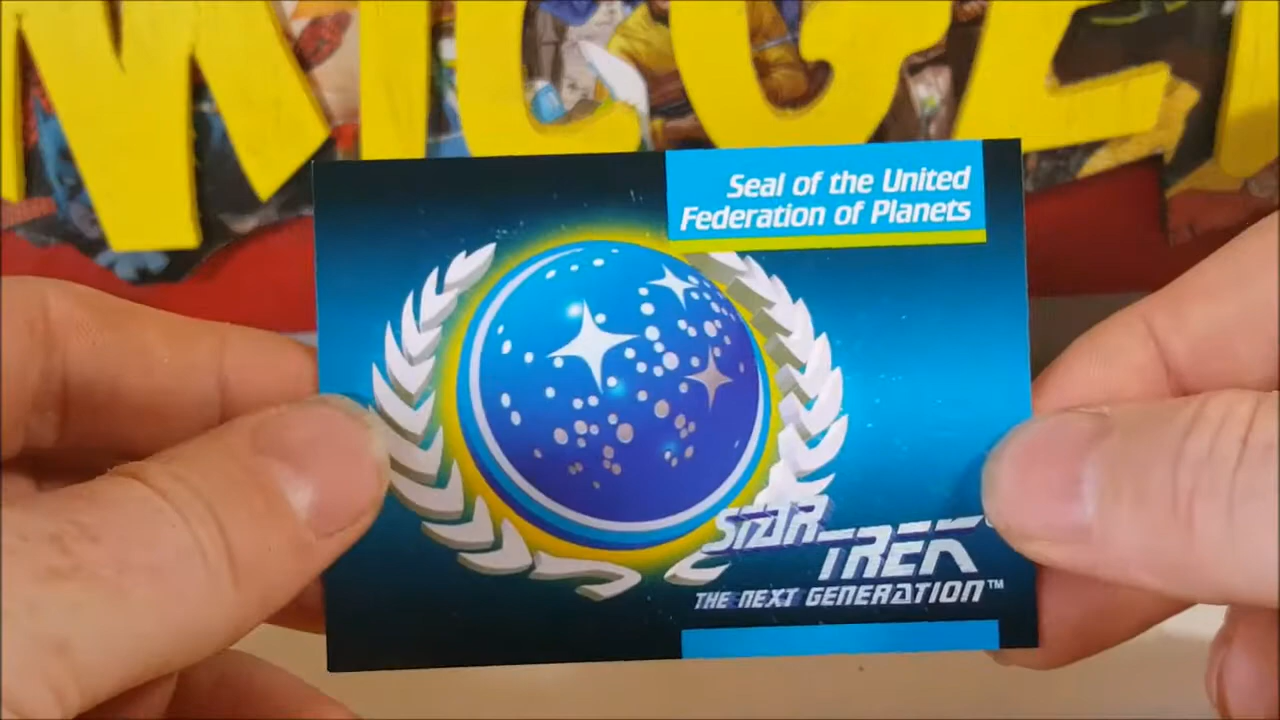 Seal of the United
Federation of Planets
STAR
TREK
THE NEXT GENERATION™